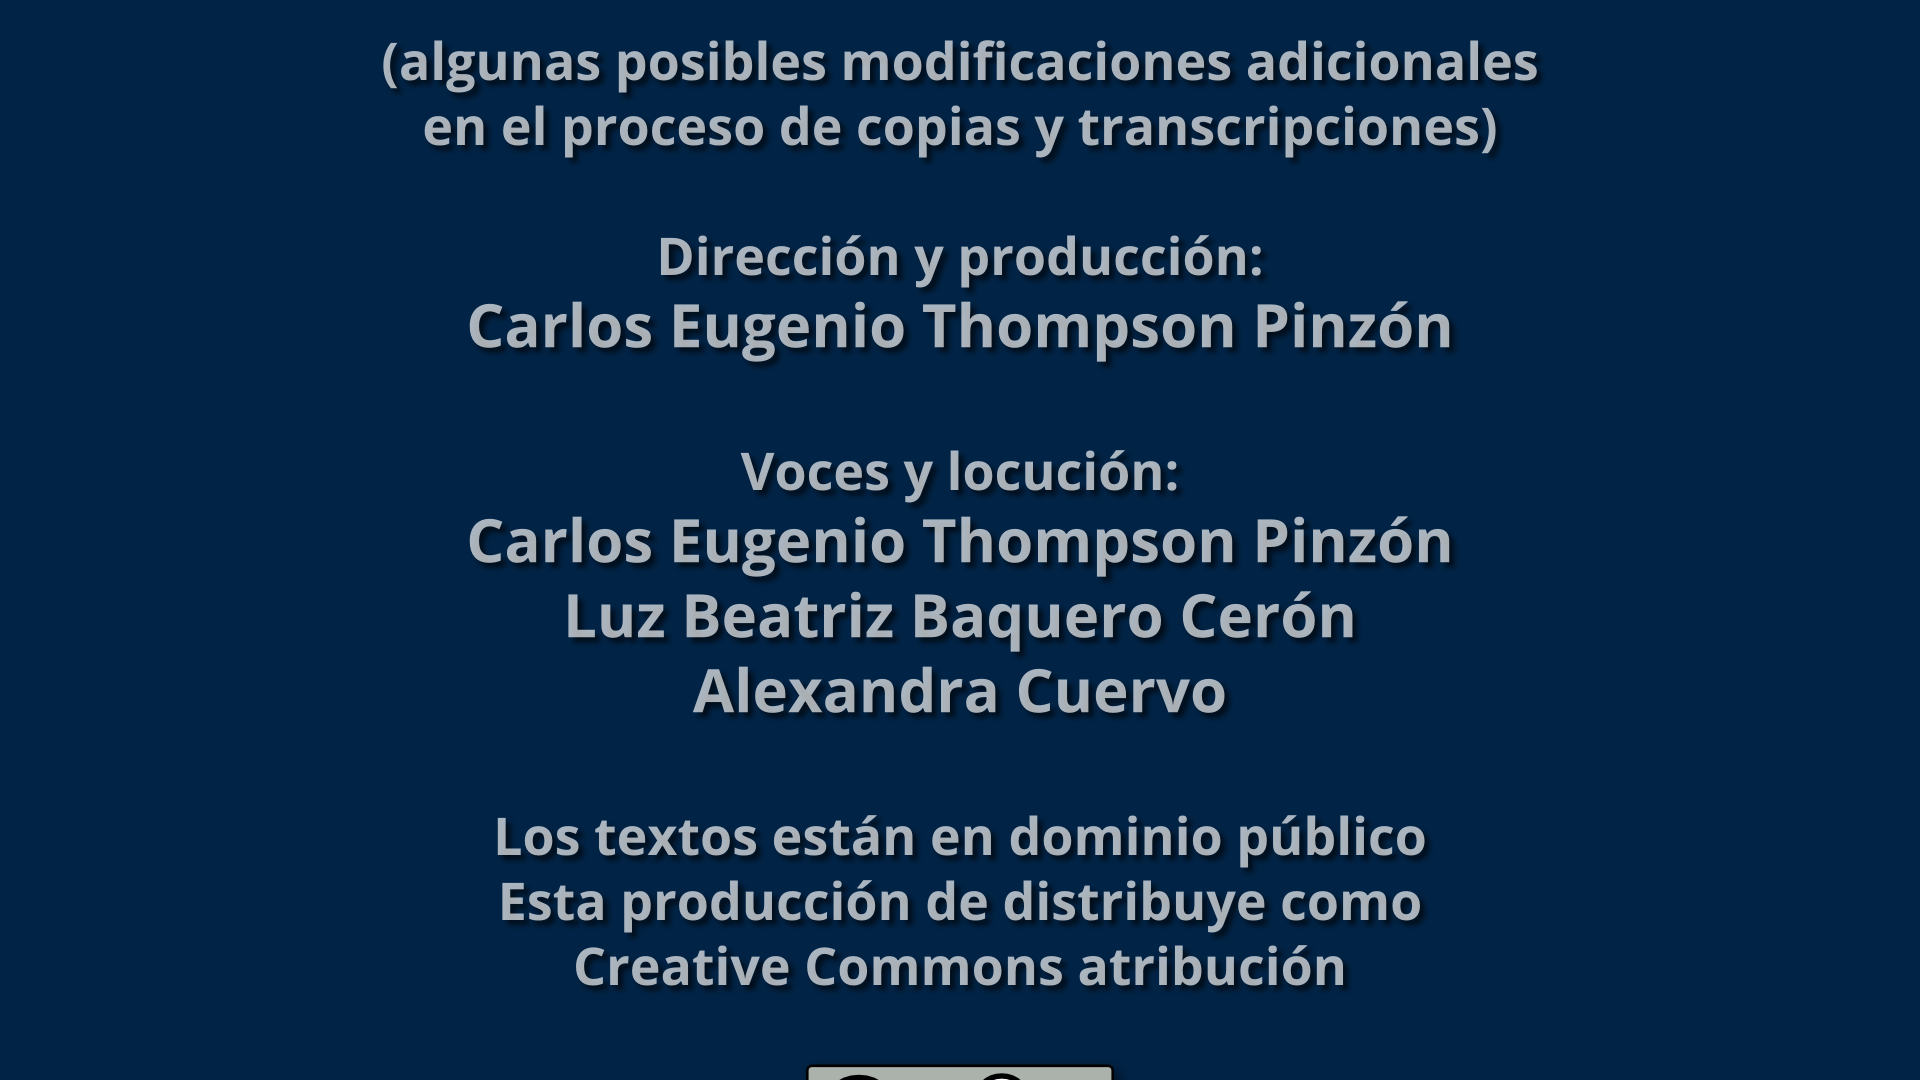 (algunas posibles modificaciones adicionales
en el proceso de copias y transcripciones)
Dirección y producción:
Carlos Eugenio Thompson Pinzón
Voces y locución:
Carlos Eugenio Thompson Pinzón
Luz Beatriz Baquero Cerón
Alexandra Cuervo
Los textos están en dominio público
Esta producción de distribuye como
Creative Commons atribución